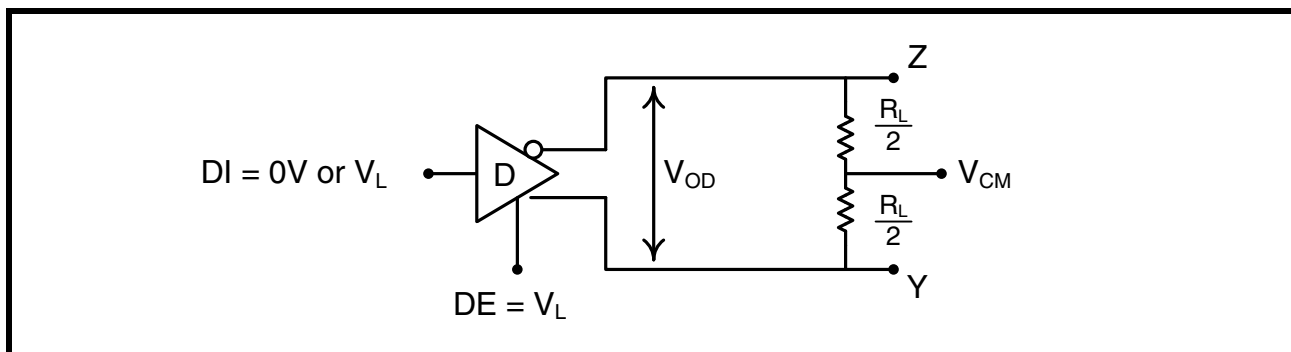 Z
R_L
2
DI = 0V or V_L
D
V_OD
V_CM
R_L
2
Y
DE = V_L